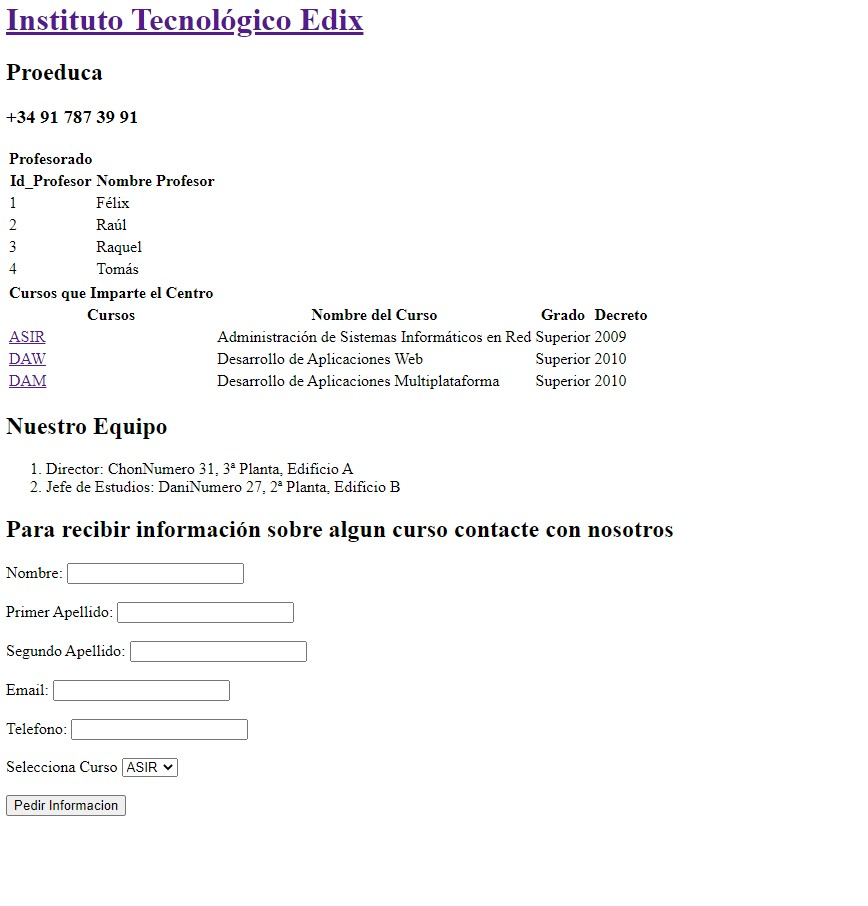 Instituto Tecnológico Edix
Proeduca
+34 91 787 39 91
Profesorado
Id_Profesor Nombre Profesor
1 Félix
2 Raúl
3 Raquel
4 Tomás
Cursos que Imparte el Centro
Cursos Nombre del Curso Grado Decreto
ASIR Administración de Sistemas Informáticos en Red Superior 2009
DAW Desarrollo de Aplicaciones Web Superior 2010
DAM Desarrollo de Aplicaciones Multiplataforma Superior 2010
Nuestro Equipo
1. Director: ChonNumero 31, 3ª Planta, Edificio A
2. Jefe de Estudios: DaniNumero 27, 2ª Planta, Edificio B
Para recibir información sobre algun curso contacte con nosotros
Nombre:
Primer Apellido:
Segundo Apellido:
Email:
Telefono:
Selecciona Curso ASIR
Pedir Informacion